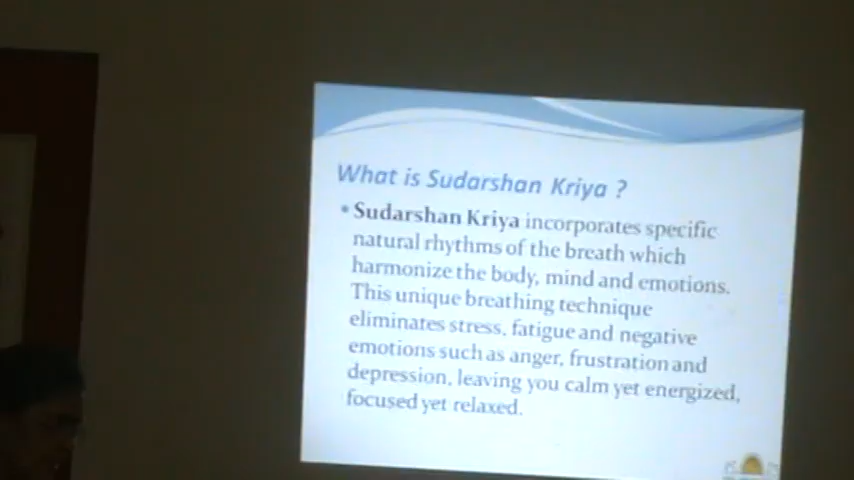 What is Sudarshan Kriya ?
• Sudarshan Kriya incorporates specific
natural rhythms of the breath which
harmonize the body, mind and emotions.
This unique breathing technique
eliminates stress, fatigue and negative
emotions such as anger, frustration and
depression, leaving you calm yet energized,
focused yet relaxed.